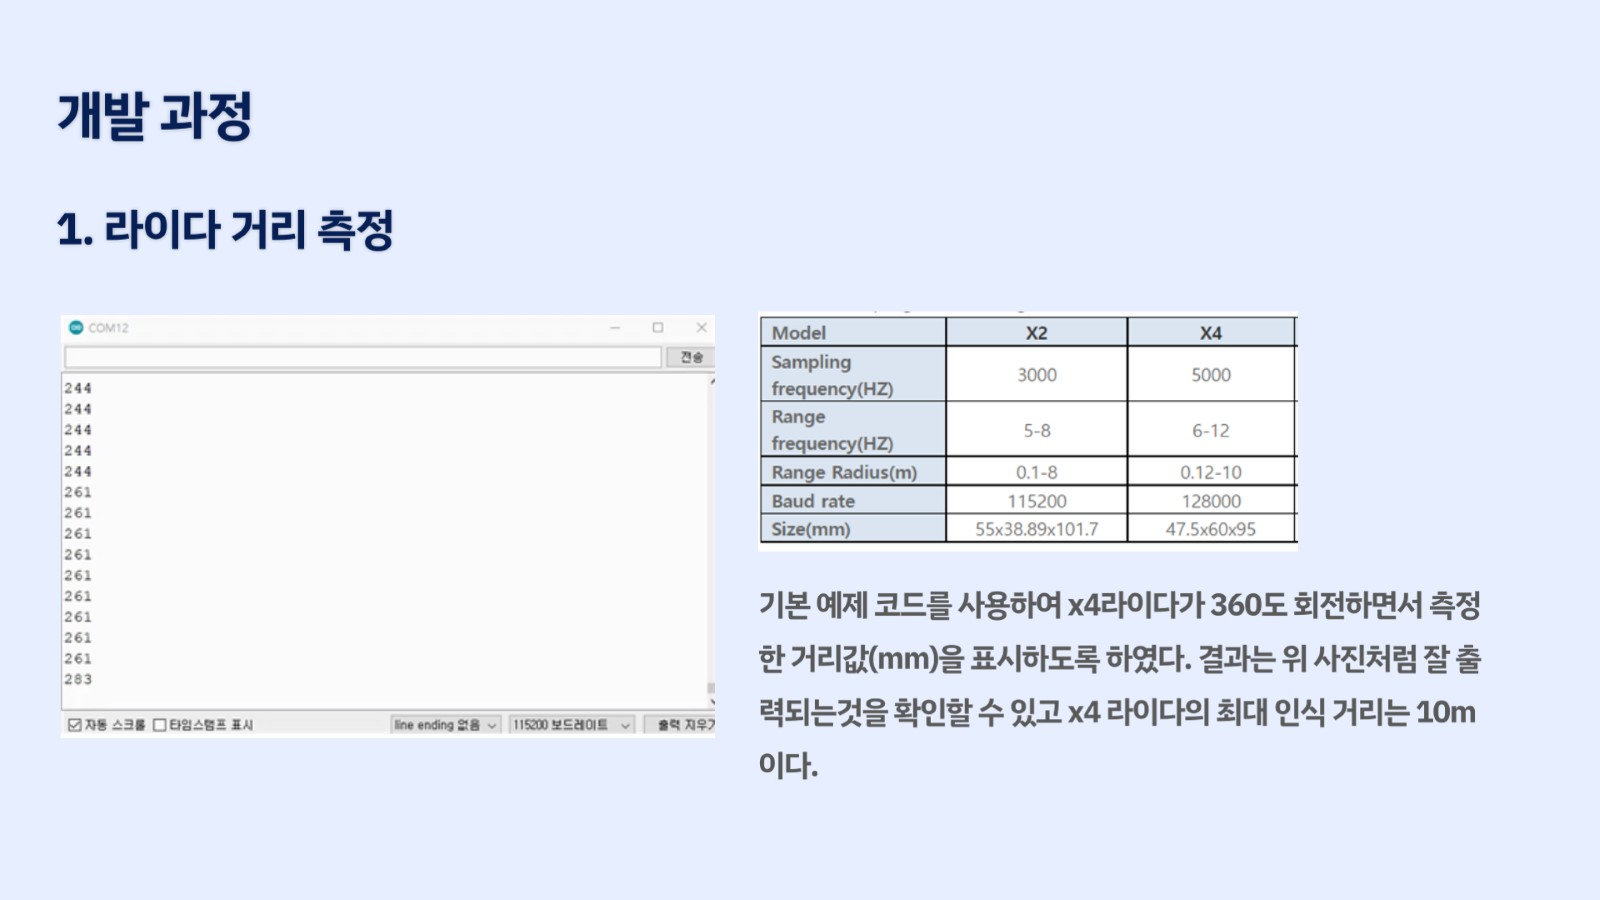 개발 과정
1. 라이다 거리 측정
COM12
전송
244
244
244
244
244
261
261
261
261
261
261
261
261
261
283
자동 스크롤 타임스탬프 표시 line ending 없음 115200 보드레이트 출력 지우기
Model X2 X4
Sampling frequency(HZ) 3000 5000
Range frequency(HZ) 5-8 6-12
Range Radius(m) 0.1-8 0.12-10
Baud rate 115200 128000
Size(mm) 55x38.89x101.7 47.5x60x95
기본 예제 코드를 사용하여 x4라이다가 360도 회전하면서 측정
한 거리값(mm)을 표시하도록 하였다. 결과는 위 사진처럼 잘 출
력되는것을 확인할 수 있고 x4 라이다의 최대 인식 거리는 10m
이다.